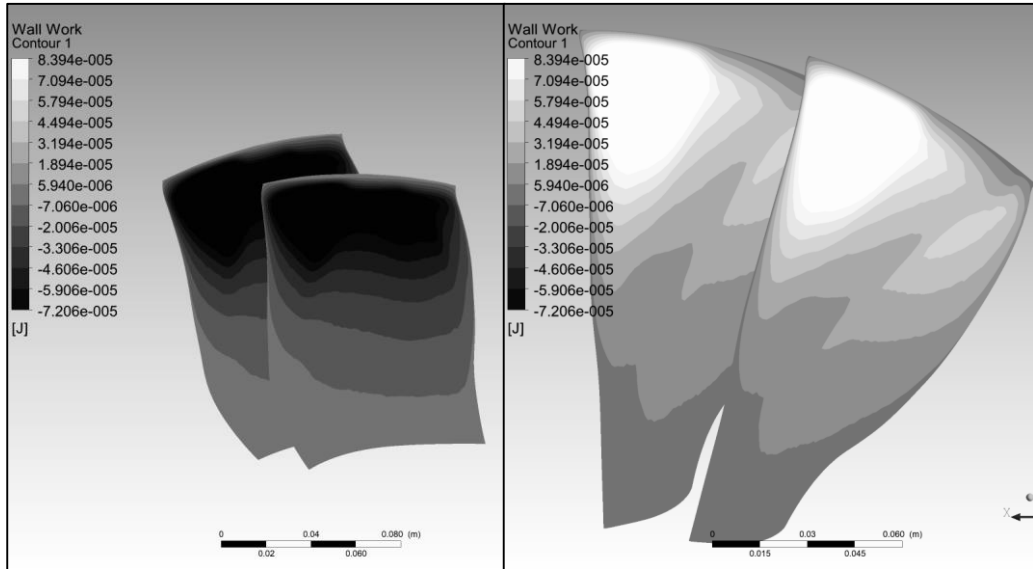 Wall Work
Contour 1
8.394e-005
7.094e-005
5.794e-005
4.494e-005
3.194e-005
1.894e-005
5.940e-006
-7.060e-006
-2.006e-005
-3.306e-005
-4.606e-005
-5.906e-005
-7.206e-005
[J]
0 0.04 0.080 (m)
0.02 0.060
Wall Work
Contour 1
8.394e-005
7.094e-005
5.794e-005
4.494e-005
3.194e-005
1.894e-005
5.940e-006
-7.060e-006
-2.006e-005
-3.306e-005
-4.606e-005
-5.906e-005
-7.206e-005
[J]
X
0 0.03 0.060 (m)
0.015 0.045